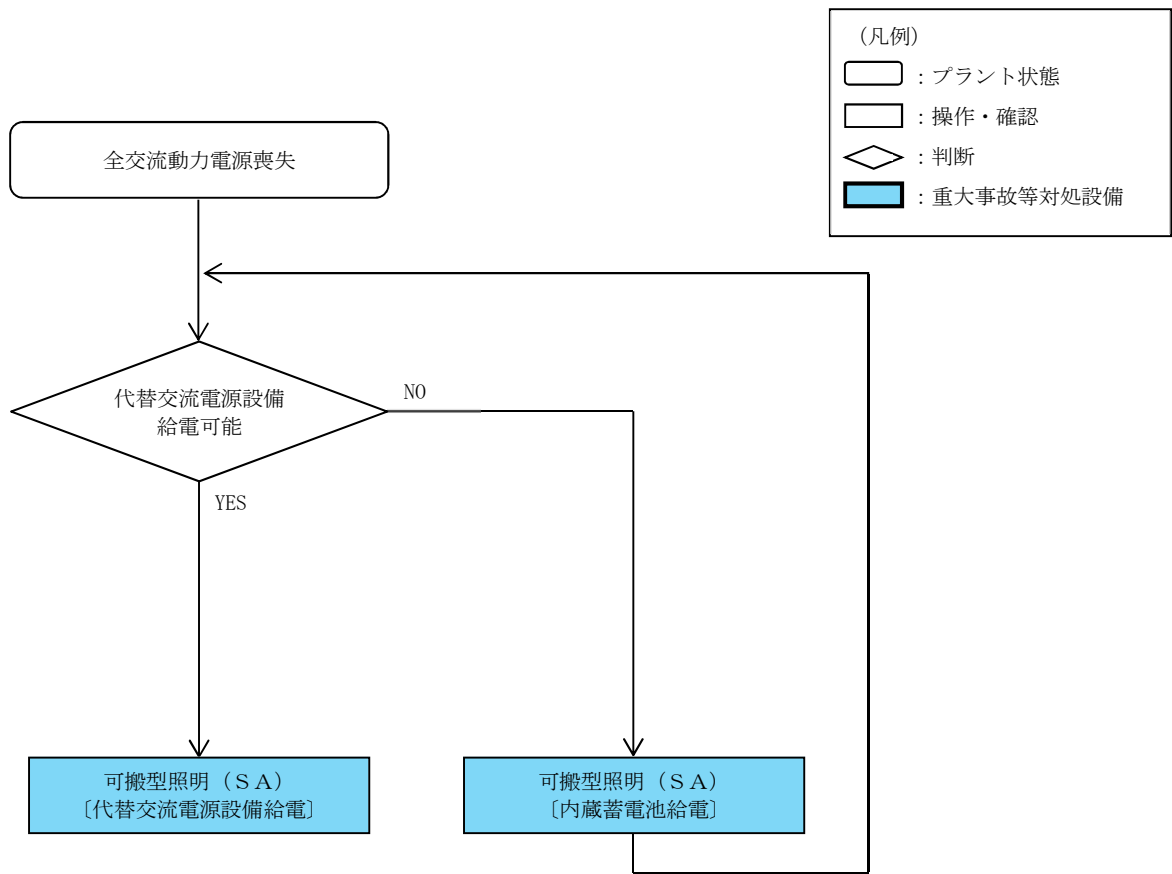 (凡例)
：プラント状態
：操作・確認
：判断
：重大事故等対処設備
全交流動力電源喪失
代替交流電源設備
給電可能
NO
YES
可搬型照明（ＳＡ）
〔代替交流電源設備給電〕
可搬型照明（ＳＡ）
〔内蔵蓄電池給電〕